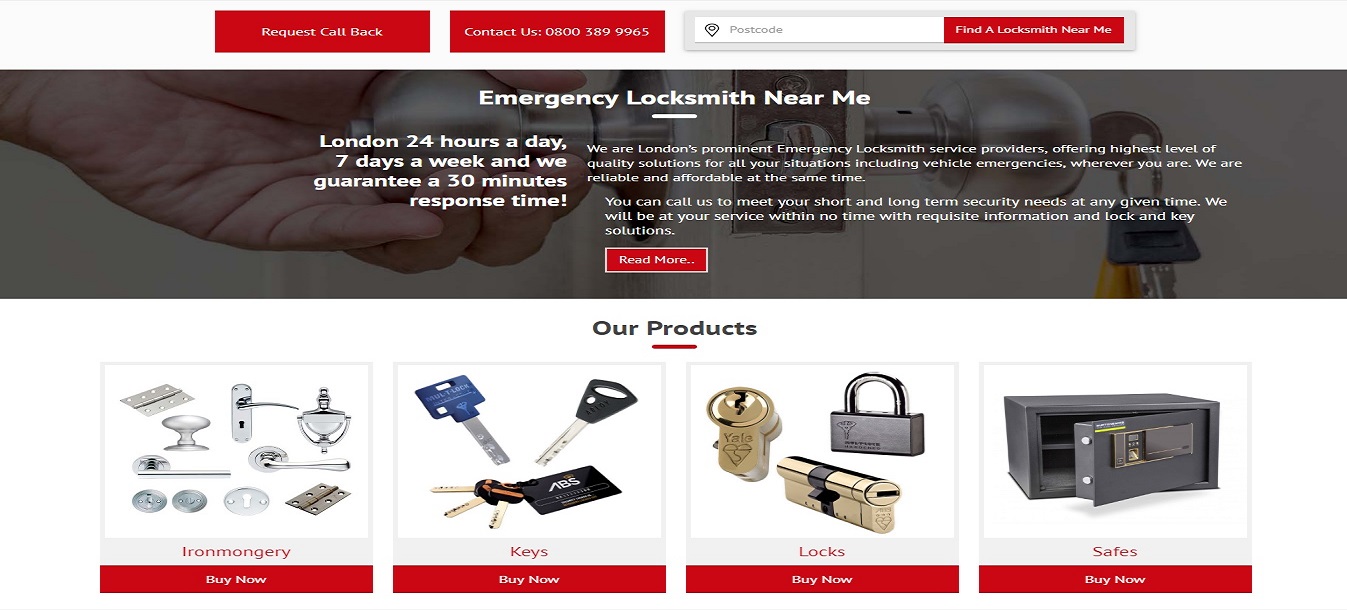 Request Call Back
Contact Us: 0800 389 9965
Postcode
Find A Locksmith Near Me
Emergency Locksmith Near Me
London 24 hours a day,
7 days a week and we
guarantee a 30 minutes
response time!
We are London's prominent Emergency Locksmith service providers, offering highest level of
quality solutions for all your situations including vehicle emergencies, wherever you are. We are
reliable and affordable at the same time.
You can call us to meet your short and long term security needs at any given time. We
will be at your service within no time with requisite information and lock and key
solutions.
Read More..
Our Products
MUL-T-LOCK
ABS
Yale
Ironmongery
Keys
Locks
Safes
Buy Now
Buy Now
Buy Now
Buy Now